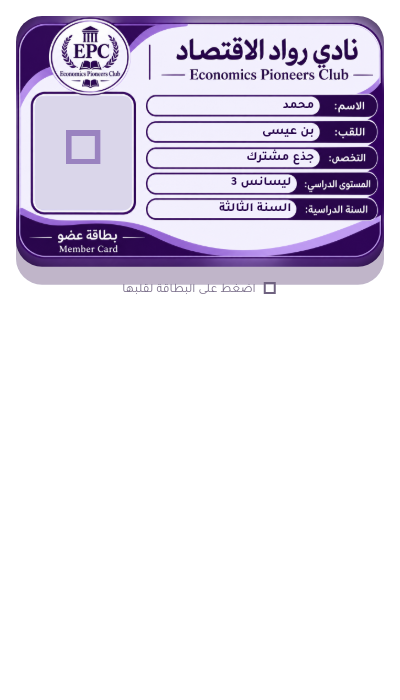 EPC
Economics Pioneers Club
نادي رواد الاقتصاد
Economics Pioneers Club
الاسم: محمد
اللقب: بن عيسى
التخصص: جذع مشترك
المستوى الدراسي: ليسانس 3
السنة الدراسية: السنة الثالثة
بطاقة عضو
Member Card
اضغط على البطاقة لقلبها